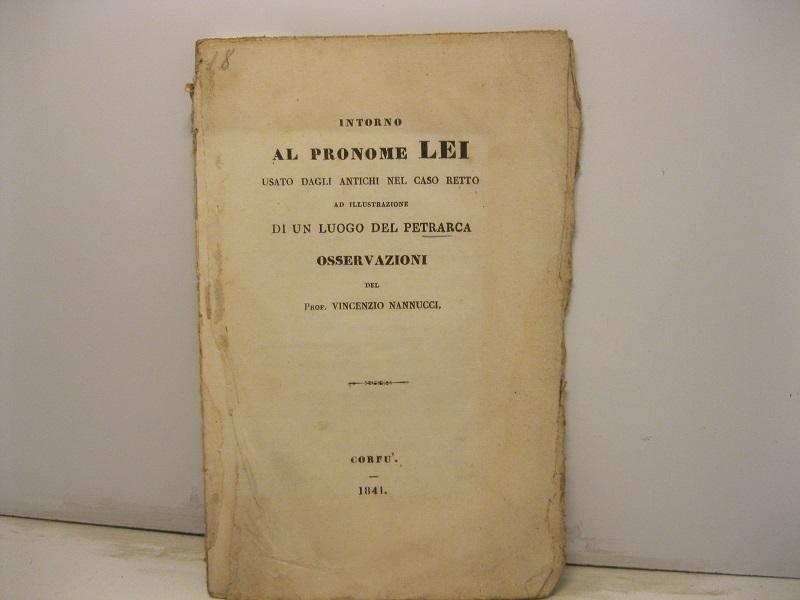 18
INTORNO
AL PRONOME LEI
USATO DAGLI ANTICHI NEL CASO RETTO
AD ILLUSTRAZIONE
DI UN LUOGO DEL PETRARCA
OSSERVAZIONI
DEL
PROF. VINCENZIO NANNUCCI,
CORFU'.
1841.